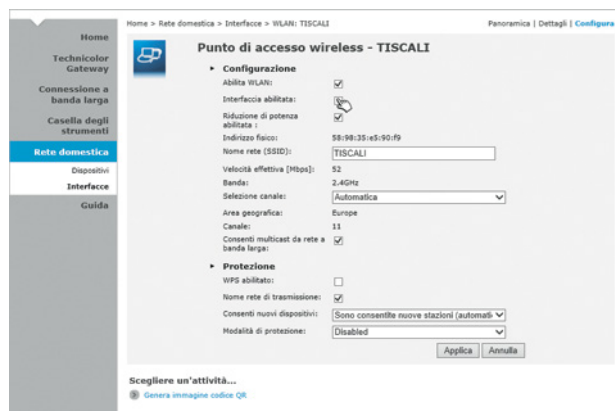 Home > Rete domestica > Interfacce > WLAN: TISCALI
Panoramica | Dettagli | Configura
Home
Technicolor
Gateway
Connessione a
banda larga
Casella degli
strumenti
Rete domestica
Dispositivi
Interfacce
Guida
Punto di accesso wireless - TISCALI
Configurazione
Abilita WLAN:
Interfaccia abilitata:
Riduzione di potenza
abilitata :
Indirizzo fisico: 58:98:35:e5:90:f9
Nome rete (SSID): TISCALI
Velocità effettiva [Mbps]: 52
Banda: 2.4GHz
Selezione canale: Automatica
Area geografica: Europe
Canale: 11
Consenti multicast da rete a
banda larga:
Protezione
WPS abilitato:
Nome rete di trasmissione:
Consenti nuovi dispositivi: Sono consentite nuove stazioni (automati
Modalità di protezione: Disabled
Applica Annulla
Scegliere un'attività...
Genera immagine codice QR